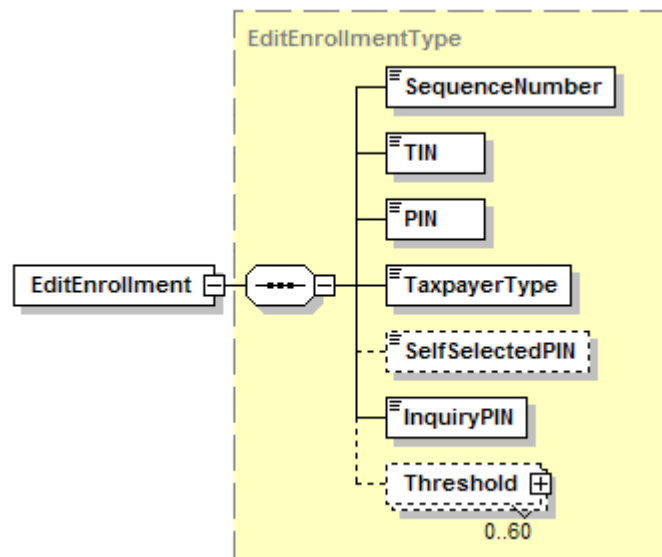 EditEnrollmentType
SequenceNumber
TIN
PIN
EditEnrollment
TaxpayerType
SelfSelectedPIN
InquiryPIN
Threshold
0..60